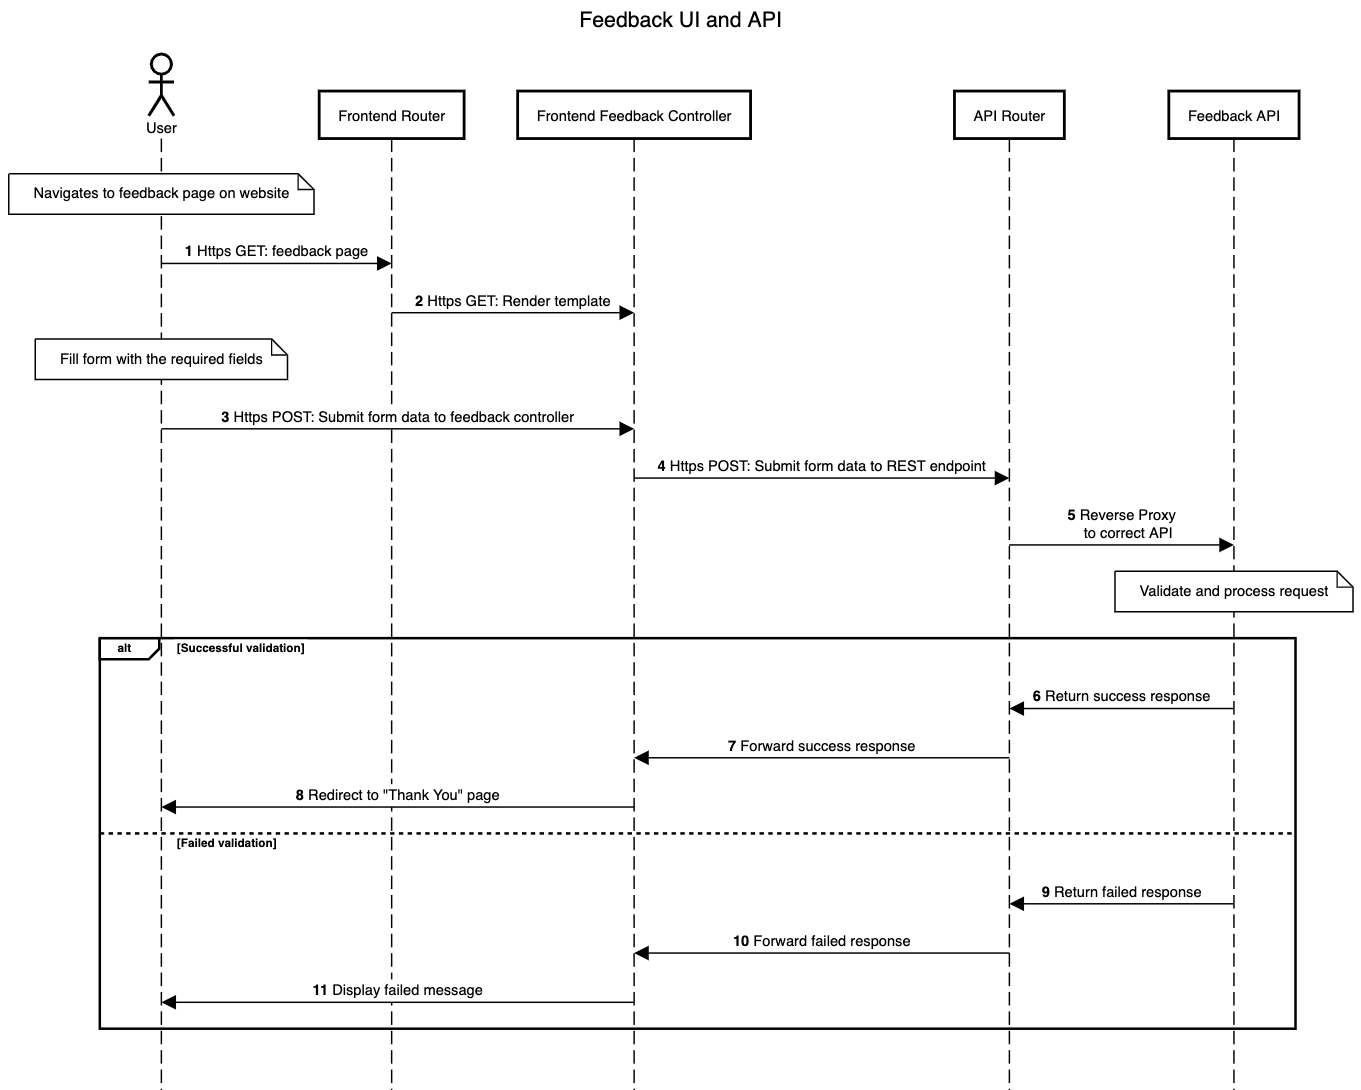 Feedback UI and API
User
Frontend Router
Frontend Feedback Controller
API Router
Feedback API
Navigates to feedback page on website
1 Https GET: feedback page
2 Https GET: Render template
Fill form with the required fields
3 Https POST: Submit form data to feedback controller
4 Https POST: Submit form data to REST endpoint
5 Reverse Proxy
to correct API
Validate and process request
alt
[Successful validation]
6 Return success response
7 Forward success response
8 Redirect to "Thank You" page
[Failed validation]
9 Return failed response
10 Forward failed response
11 Display failed message